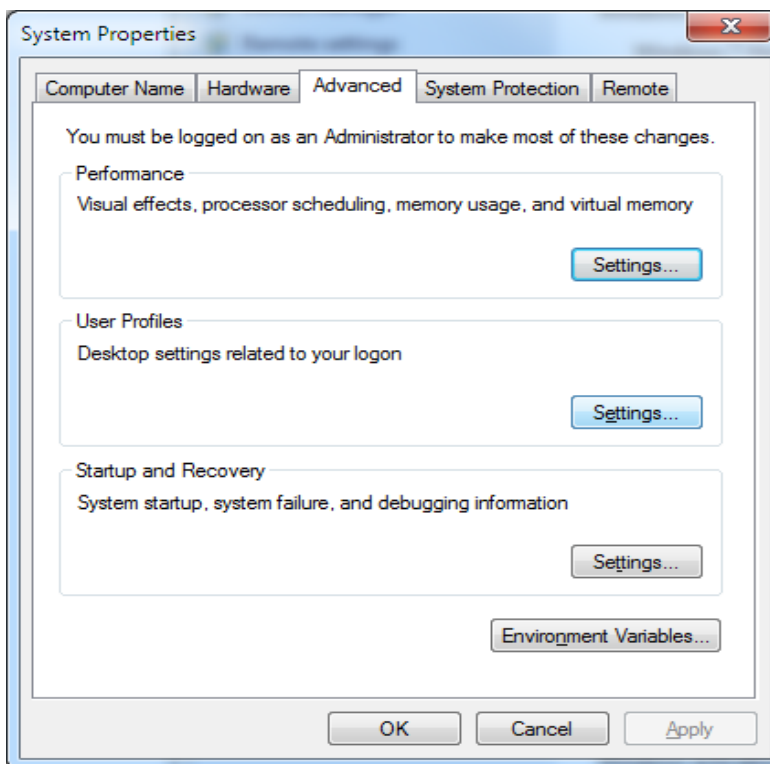 Remote settings
System Properties
Computer Name Hardware Advanced System Protection Remote
You must be logged on as an Administrator to make most of these changes.
Performance
Visual effects, processor scheduling, memory usage, and virtual memory
Settings...
User Profiles
Desktop settings related to your logon
Settings...
Startup and Recovery
System startup, system failure, and debugging information
Settings...
Environment Variables...
OK Cancel Apply